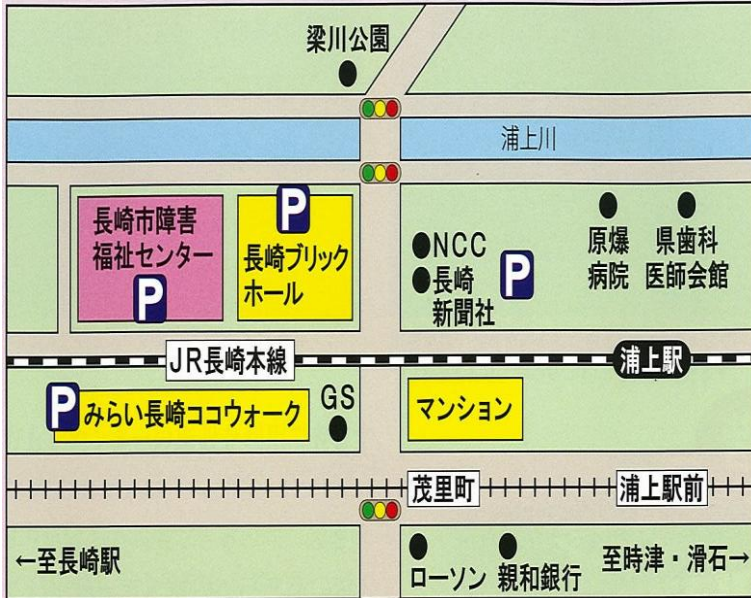 梁川公園
浦上川
長崎市障害
福祉センター
P
P
長崎ブリック
ホール
NCC
長崎
新聞社
P
原爆
病院
県歯科
医師会館
JR長崎本線
浦上駅
P
みらい長崎ココウォーク
GS
マンション
茂里町
浦上駅前
←至長崎駅
ローソン
親和銀行
至時津・滑石→